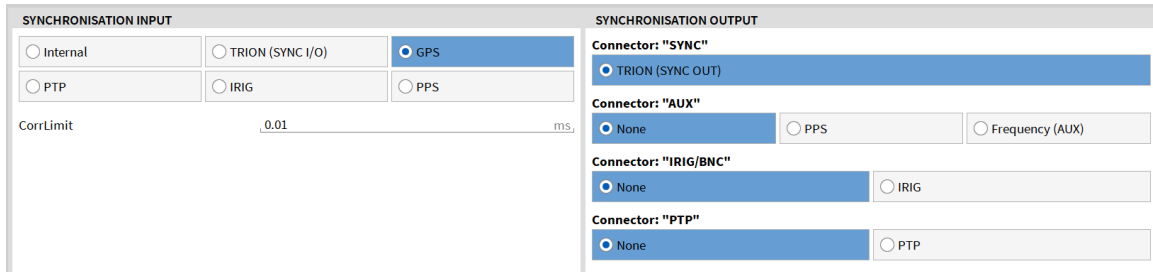 SYNCHRONISATION INPUT
Internal
TRION (SYNC I/O)
GPS
PTP
IRIG
PPS
CorrLimit
0.01
ms
SYNCHRONISATION OUTPUT
Connector: "SYNC"
TRION (SYNC OUT)
Connector: "AUX"
None
PPS
Frequency (AUX)
Connector: "IRIG/BNC"
None
IRIG
Connector: "PTP"
None
PTP